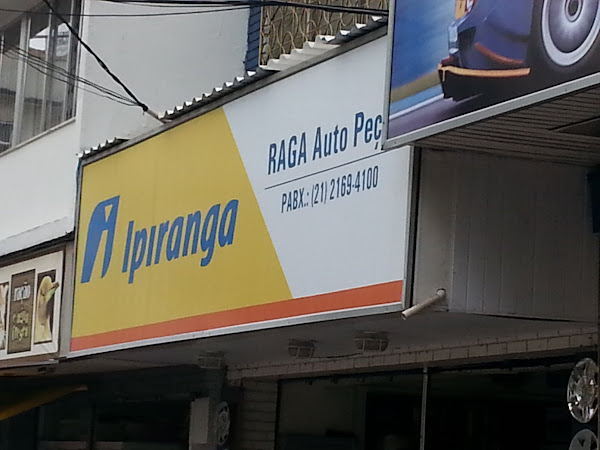 Ipiranga
RAGA Auto Peç
PABX.: (21) 2169-4100